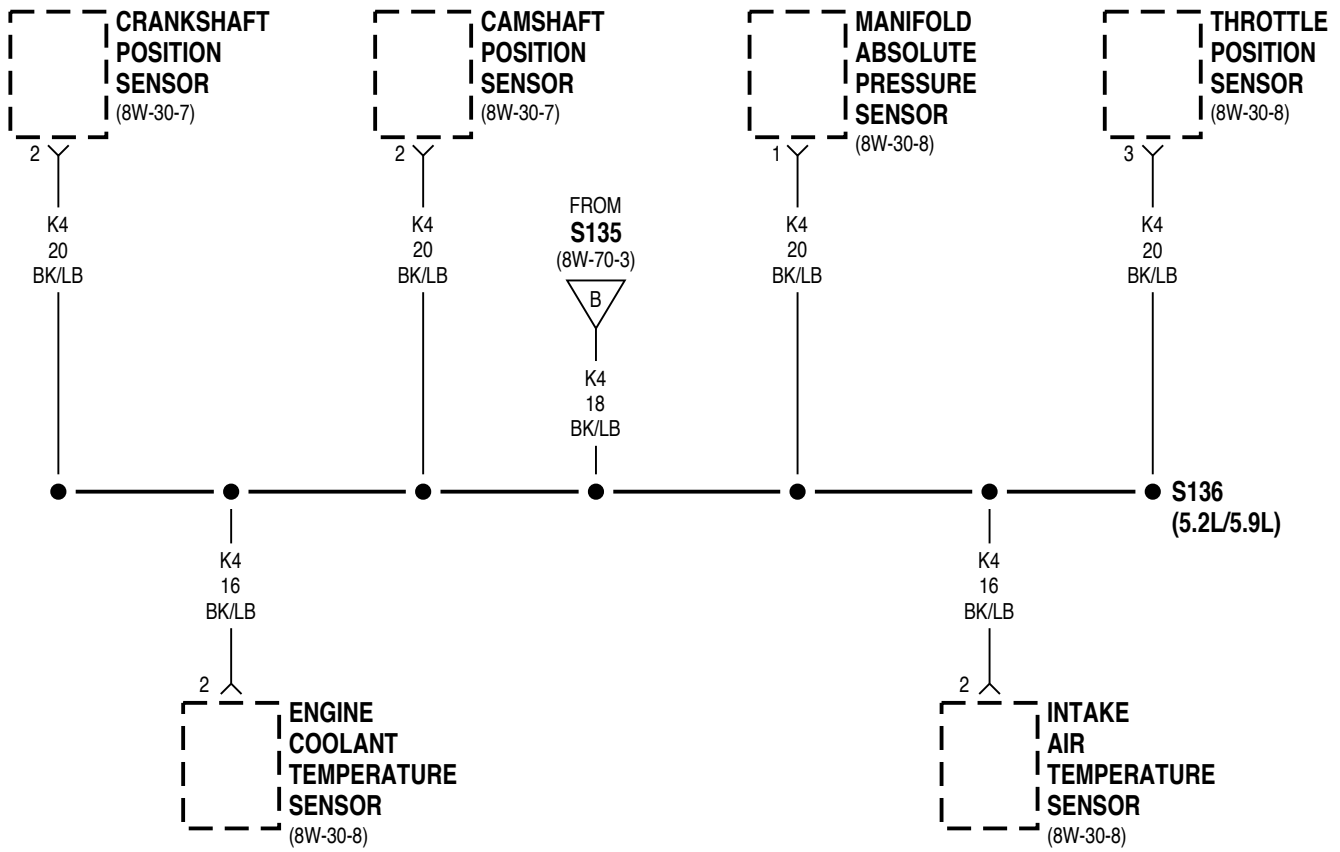 CRANKSHAFT
POSITION
SENSOR
(8W-30-7)
2
K4
20
BK/LB
CAMSHAFT
POSITION
SENSOR
(8W-30-7)
2
K4
20
BK/LB
FROM
S135
(8W-70-3)
B
K4
18
BK/LB
MANIFOLD
ABSOLUTE
PRESSURE
SENSOR
(8W-30-8)
1
K4
20
BK/LB
THROTTLE
POSITION
SENSOR
(8W-30-8)
3
K4
20
BK/LB
S136
(5.2L/5.9L)
K4
16
BK/LB
2
ENGINE
COOLANT
TEMPERATURE
SENSOR
(8W-30-8)
K4
16
BK/LB
2
INTAKE
AIR
TEMPERATURE
SENSOR
(8W-30-8)